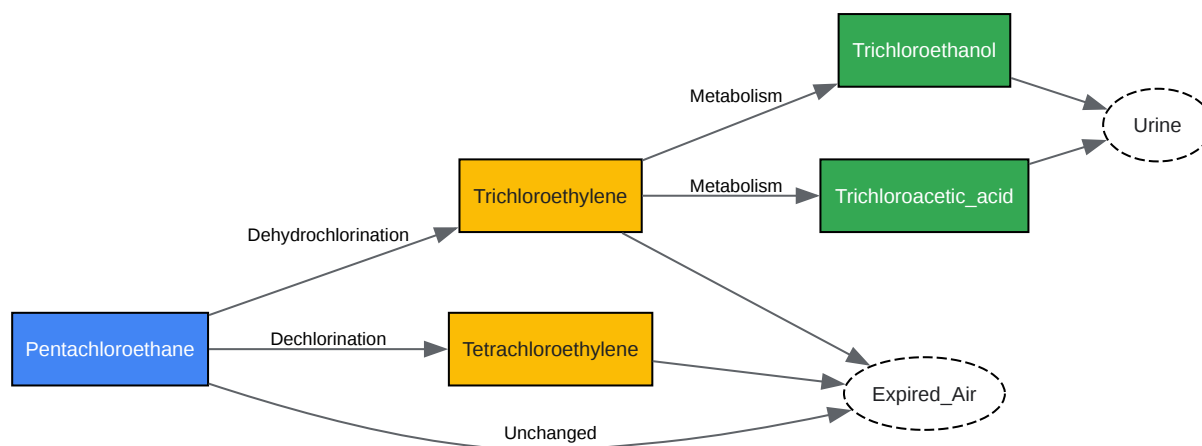 Trichloroethanol
Metabolism
Urine
Trichloroethylene
Metabolism
Trichloroacetic_acid
Dehydrochlorination
Pentachloroethane
Dechlorination
Tetrachloroethylene
Expired_Air
Unchanged